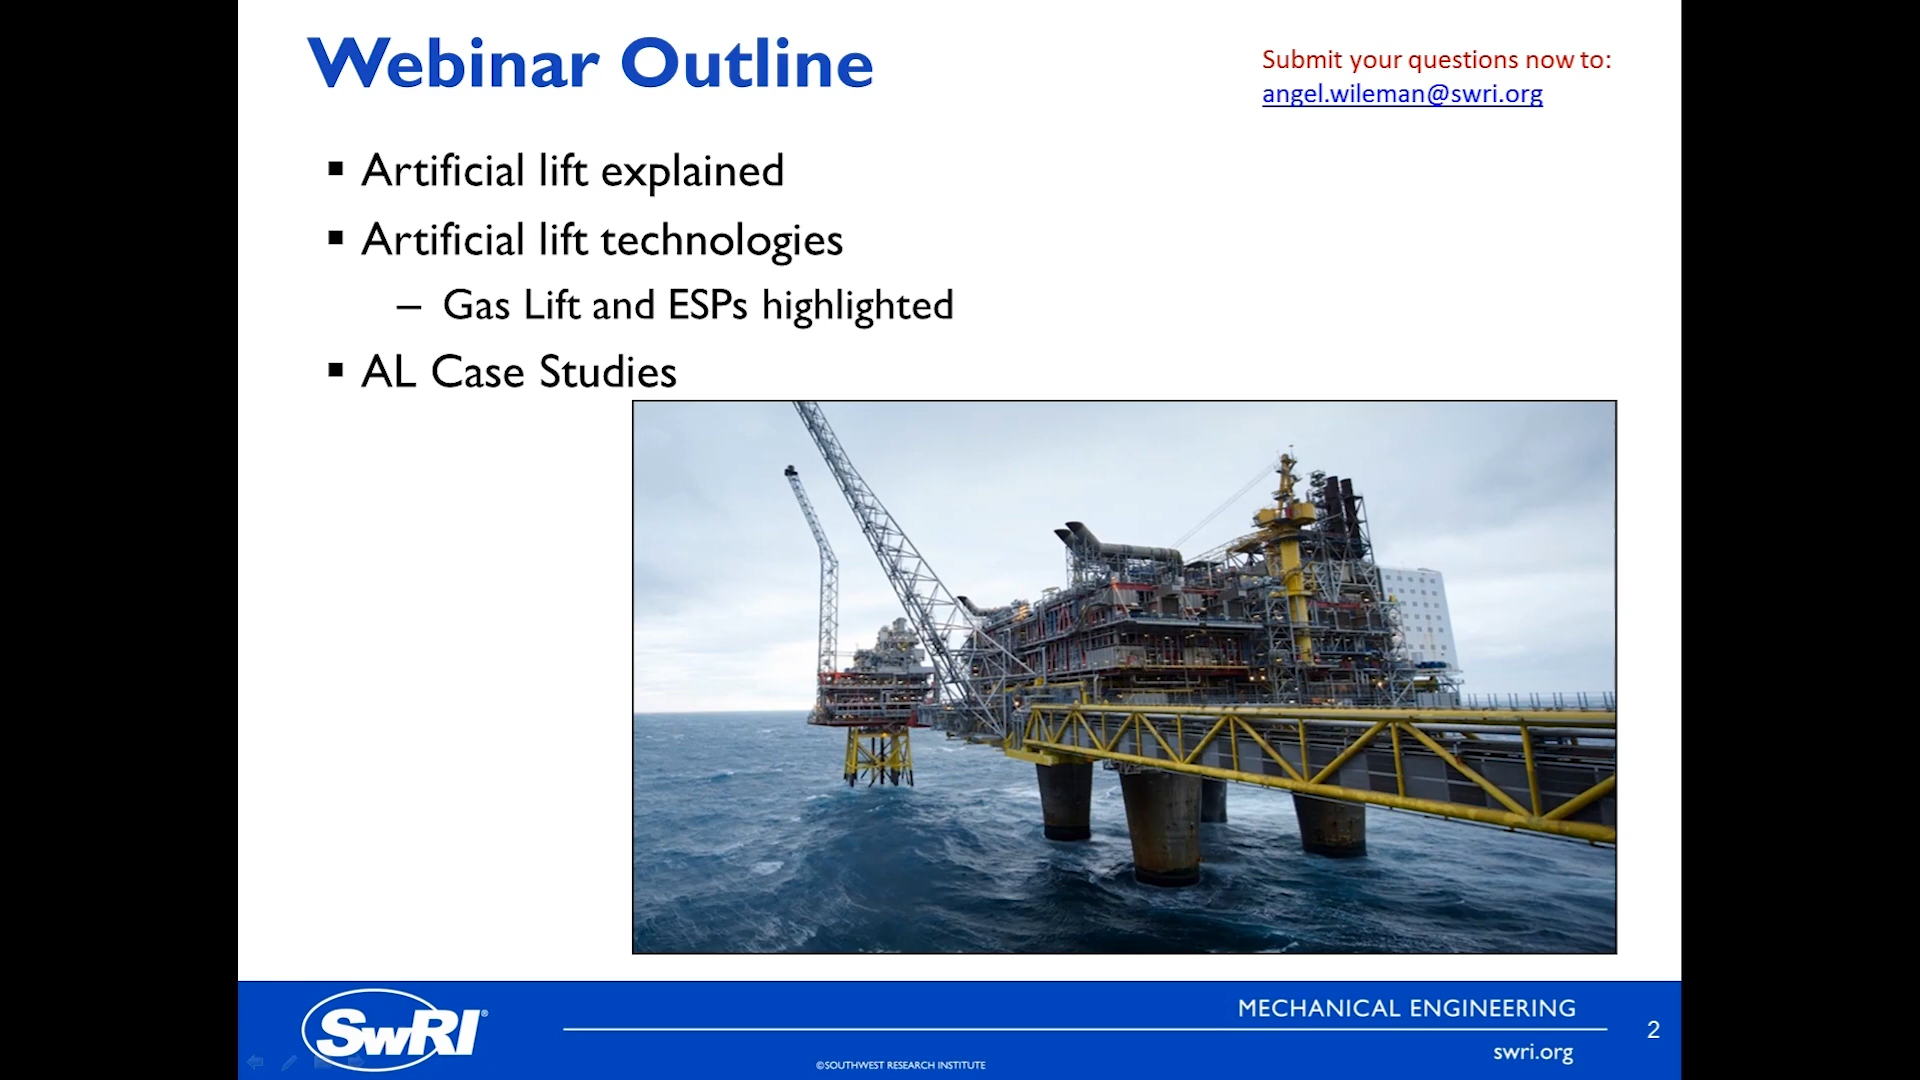 Webinar Outline
Submit your questions now to:
angel.wileman@swri.org
▪ Artificial lift explained
▪ Artificial lift technologies
– Gas Lift and ESPs highlighted
▪ AL Case Studies
SwRI®
MECHANICAL ENGINEERING
2
swri.org
©SOUTHWEST RESEARCH INSTITUTE